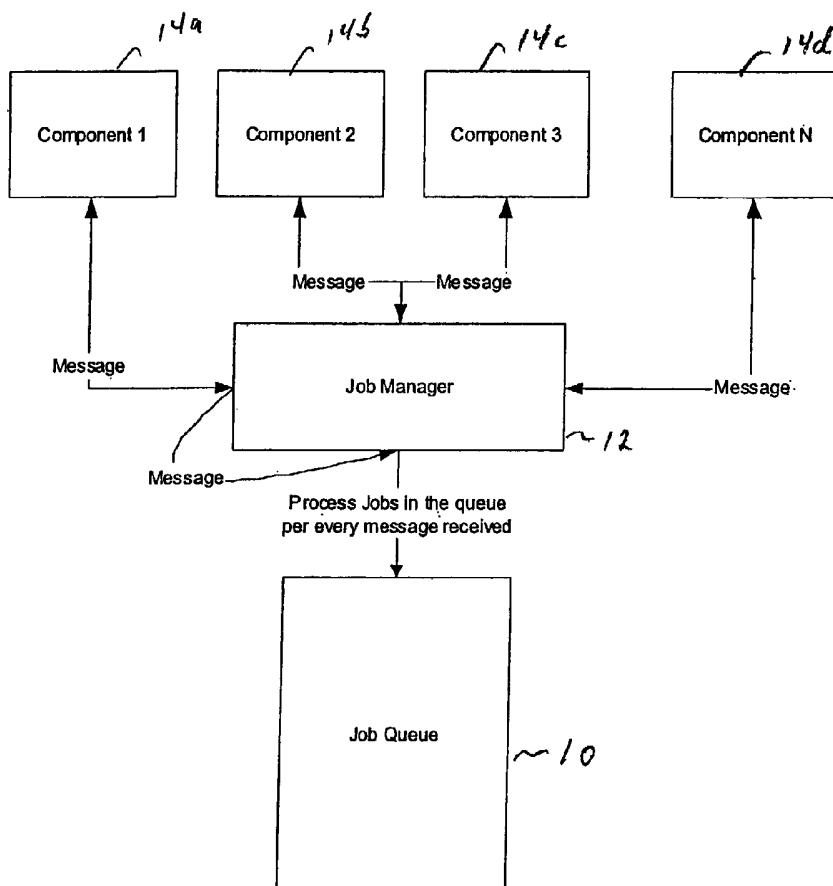 14a
14b
14c
14d
Component 1
Component 2
Component 3
Component N
Message
Message
Message
Job Manager
Message
12
Message
Process Jobs in the queue
per every message received
Job Queue
10